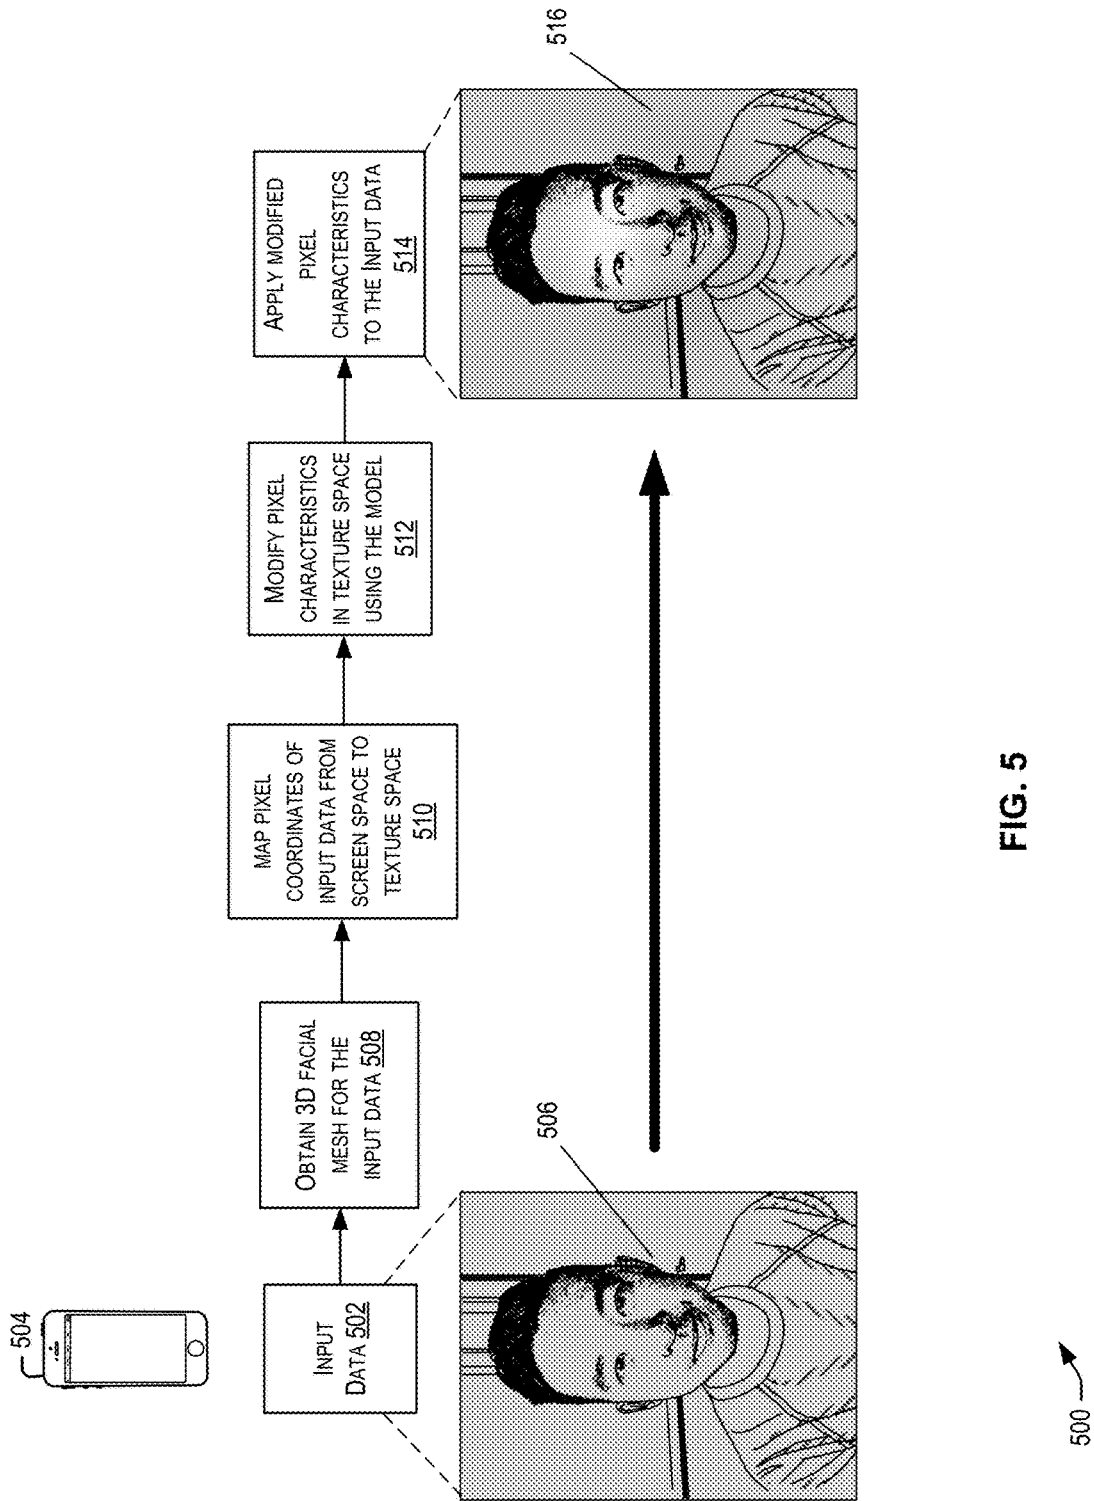 504
INPUT
DATA 502
OBTAIN 3D FACIAL
MESH FOR THE
INPUT DATA 508
MAP PIXEL
COORDINATES OF
INPUT DATA FROM
SCREEN SPACE TO
TEXTURE SPACE
510
MODIFY PIXEL
CHARACTERISTICS
IN TEXTURE SPACE
USING THE MODEL
512
APPLY MODIFIED
PIXEL
CHARACTERISTICS
TO THE INPUT DATA
514
506
516
500
FIG. 5